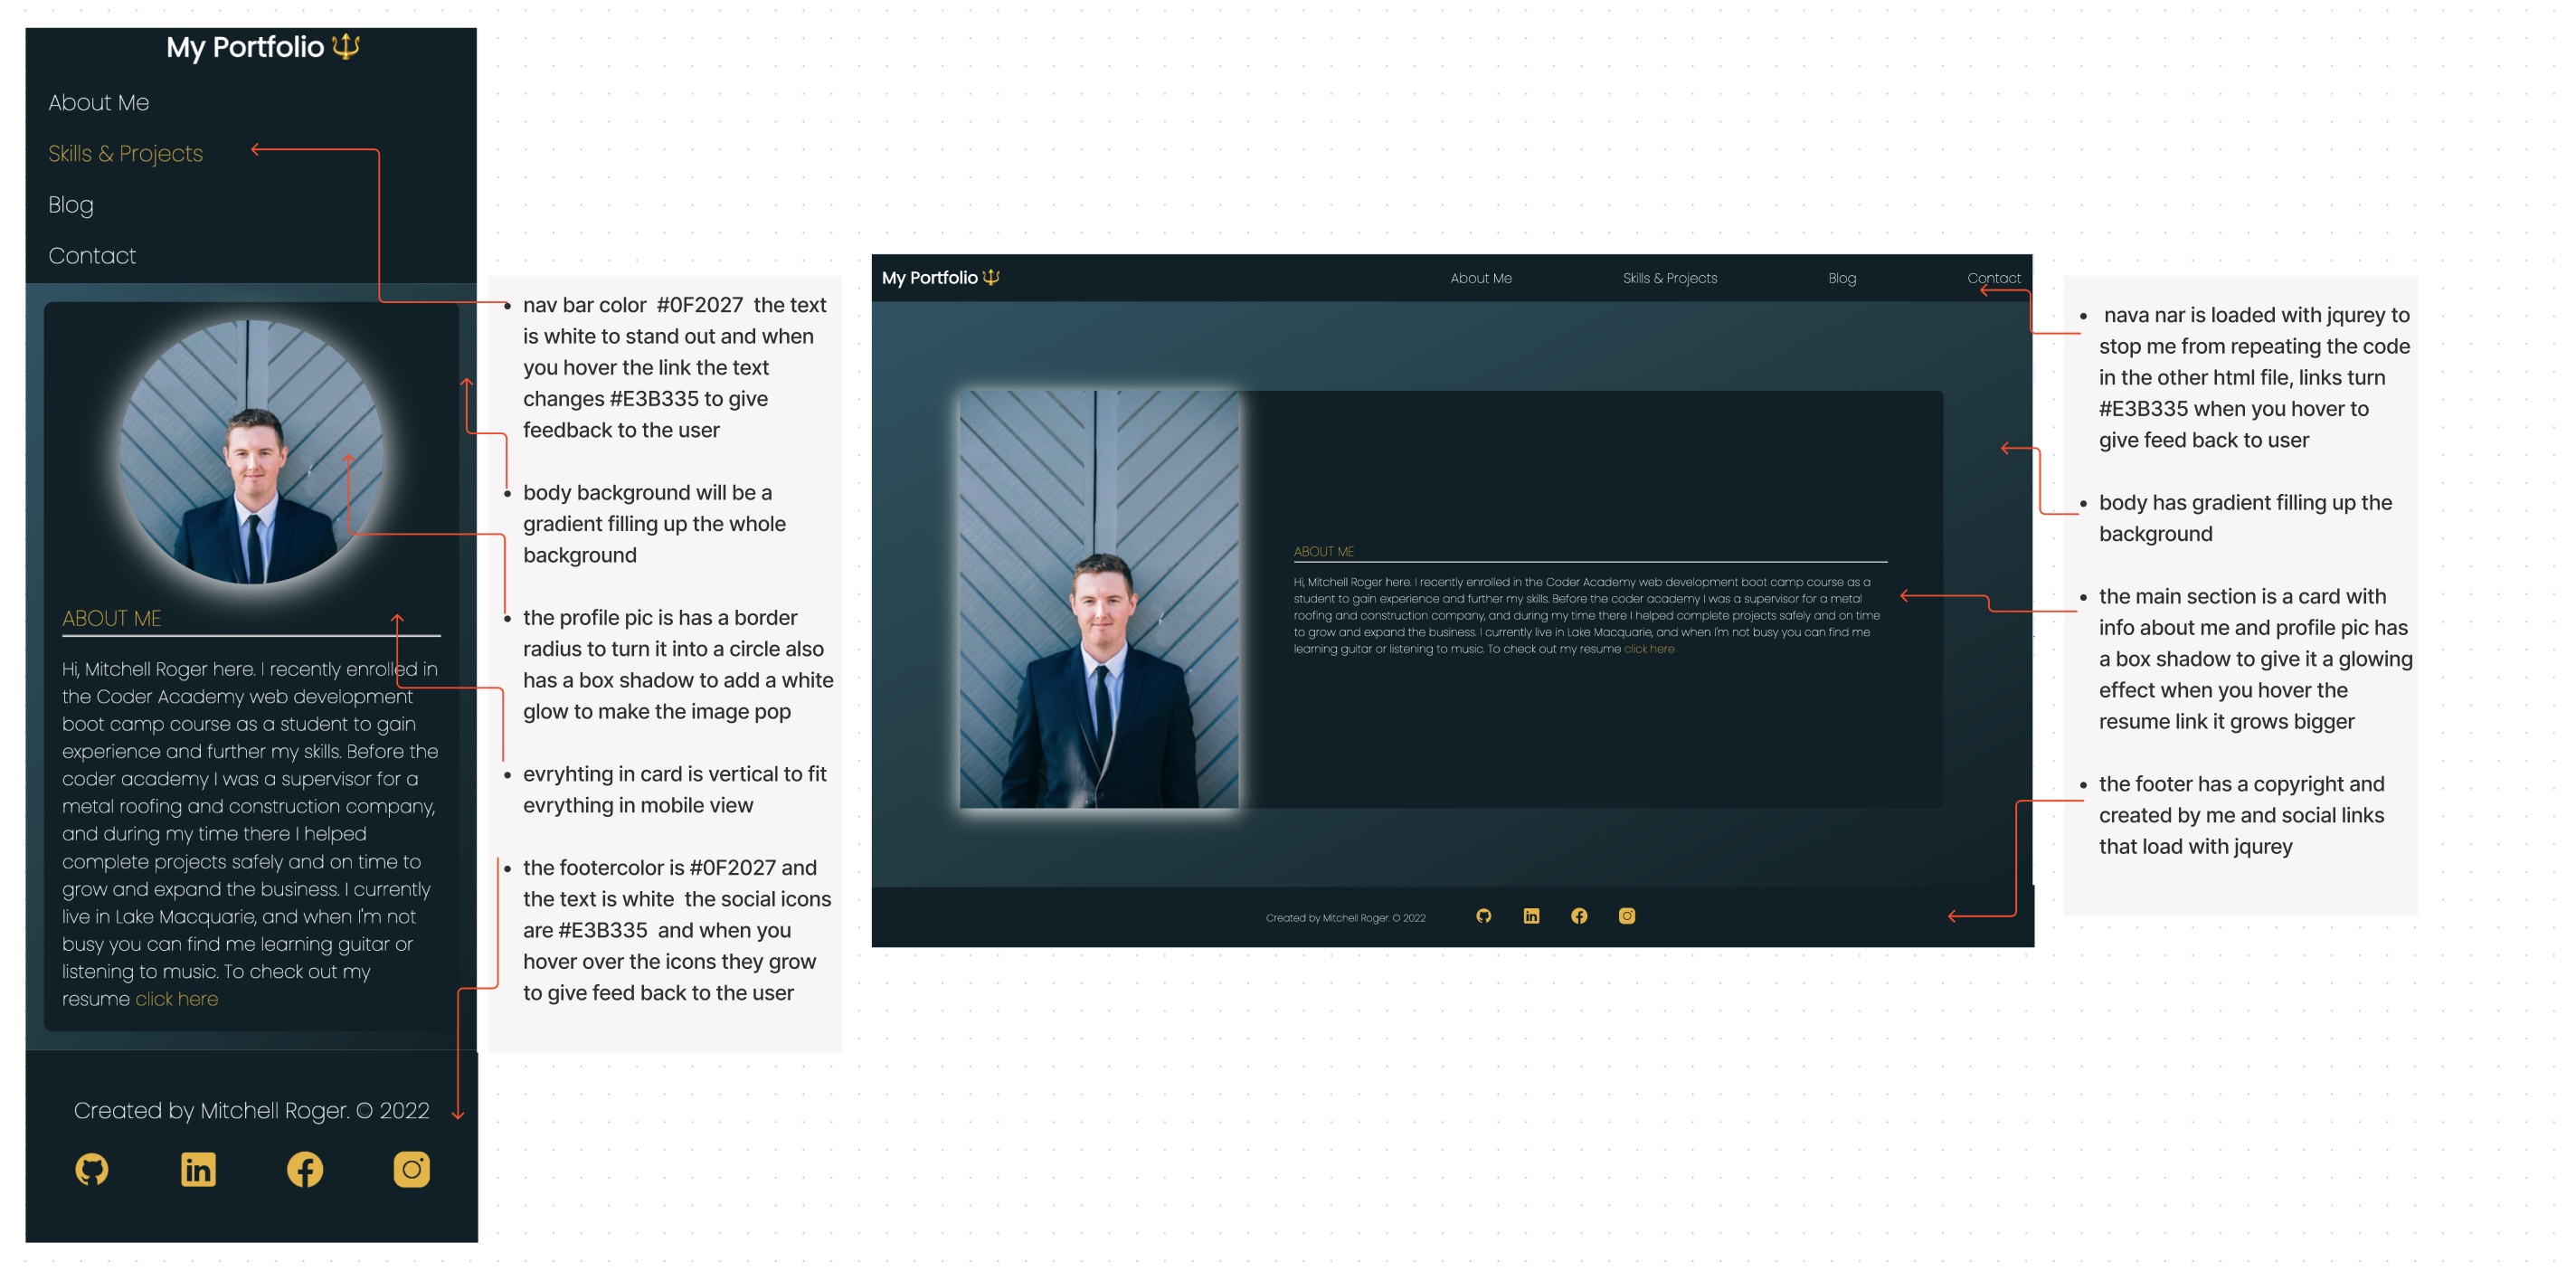 My Portfolio
About Me
Skills & Projects
Blog
Contact
ABOUT ME
Hi, Mitchell Roger here. I recently enrolled in
the Coder Academy web development
boot camp course as a student to gain
experience and further my skills. Before the
coder academy I was a supervisor for a
metal roofing and construction company,
and during my time there I helped
complete projects safely and on time to
grow and expand the business. I currently
live in Lake Macquarie, and when I'm not
busy you can find me learning guitar or
listening to music. To check out my
resume click here
Created by Mitchell Roger. © 2022
in
• nav bar color #0F2027 the text
is white to stand out and when
you hover the link the text
changes #E3B335 to give
feedback to the user
• body background will be a
gradient filling up the whole
background
• the profile pic is has a border
radius to turn it into a circle also
has a box shadow to add a white
glow to make the image pop
• evryhting in card is vertical to fit
evrything in mobile view
• the footercolor is #0F2027 and
the text is white the social icons
are #E3B335 and when you
hover over the icons they grow
to give feed back to the user
My Portfolio
About Me
Skills & Projects
Blog
Contact
ABOUT ME
Hi, Mitchell Roger here. I recently enrolled in the Coder Academy web development boot camp course as a
student to gain experience and further my skills. Before the coder academy I was a supervisor for a metal
roofing and construction company, and during my time there I helped complete projects safely and on time
to grow and expand the business. I currently live in Lake Macquarie, and when I'm not busy you can find me
learning guitar or listening to music. To check out my resume click here
Created by Mitchell Roger. © 2022
in
• nava nar is loaded with jqurey to
stop me from repeating the code
in the other html file, links turn
#E3B335 when you hover to
give feed back to user
• body has gradient filling up the
background
• the main section is a card with
info about me and profile pic has
a box shadow to give it a glowing
effect when you hover the
resume link it grows bigger
• the footer has a copyright and
created by me and social links
that load with jqurey